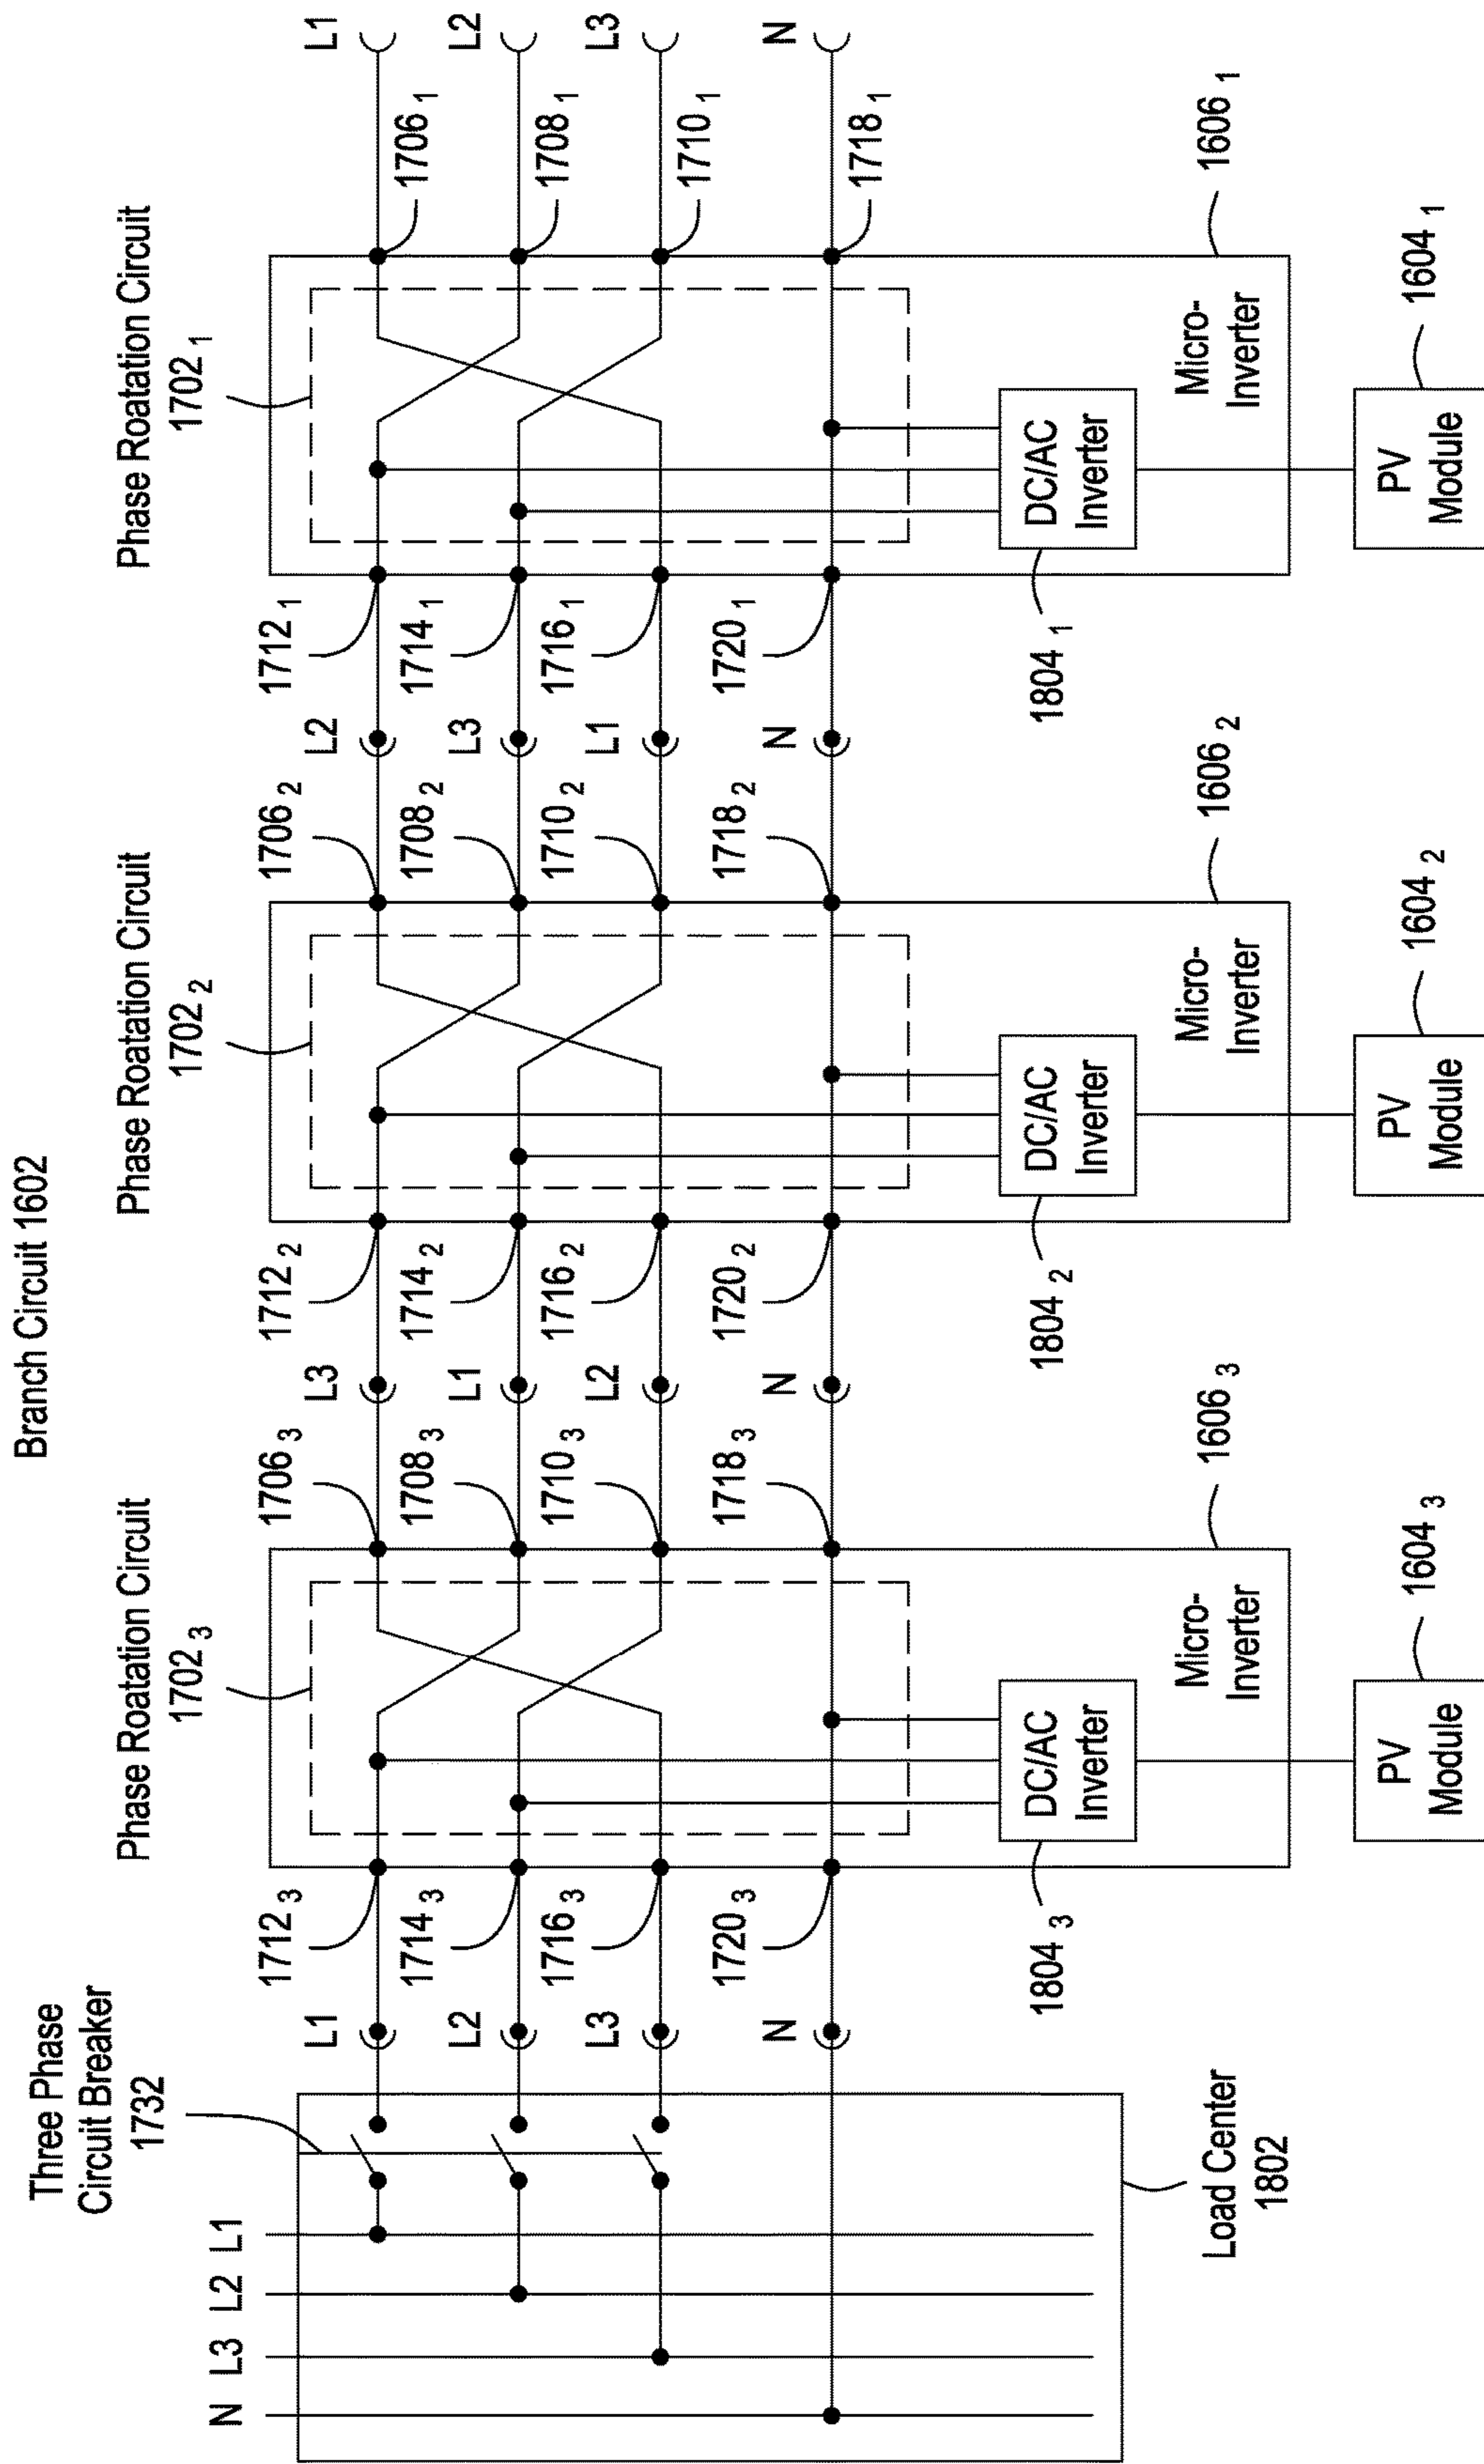 Branch Circuit 1602
Three Phase
Circuit Breaker
1732
Phase Roatation Circuit
1702 3
Phase Roatation Circuit
1702 2
Phase Roatation Circuit
1702 1
N
L3
L2
L1
L1
L2
L3
N
1712 3
1714 3
1716 3
1720 3
1706 3
1708 3
1710 3
1718 3
L3
L1
L2
N
1712 2
1714 2
1716 2
1720 2
1706 2
1708 2
1710 2
1718 2
L2
L3
L1
N
1712 1
1714 1
1716 1
1720 1
1706 1
1708 1
1710 1
1718 1
L1
L2
L3
N
DC/AC
Inverter
1804 3
Micro-
Inverter
1606 3
DC/AC
Inverter
1804 2
Micro-
Inverter
1606 2
DC/AC
Inverter
1804 1
Micro-
Inverter
1606 1
Load Center
1802
PV
Module
1604 3
PV
Module
1604 2
PV
Module
1604 1